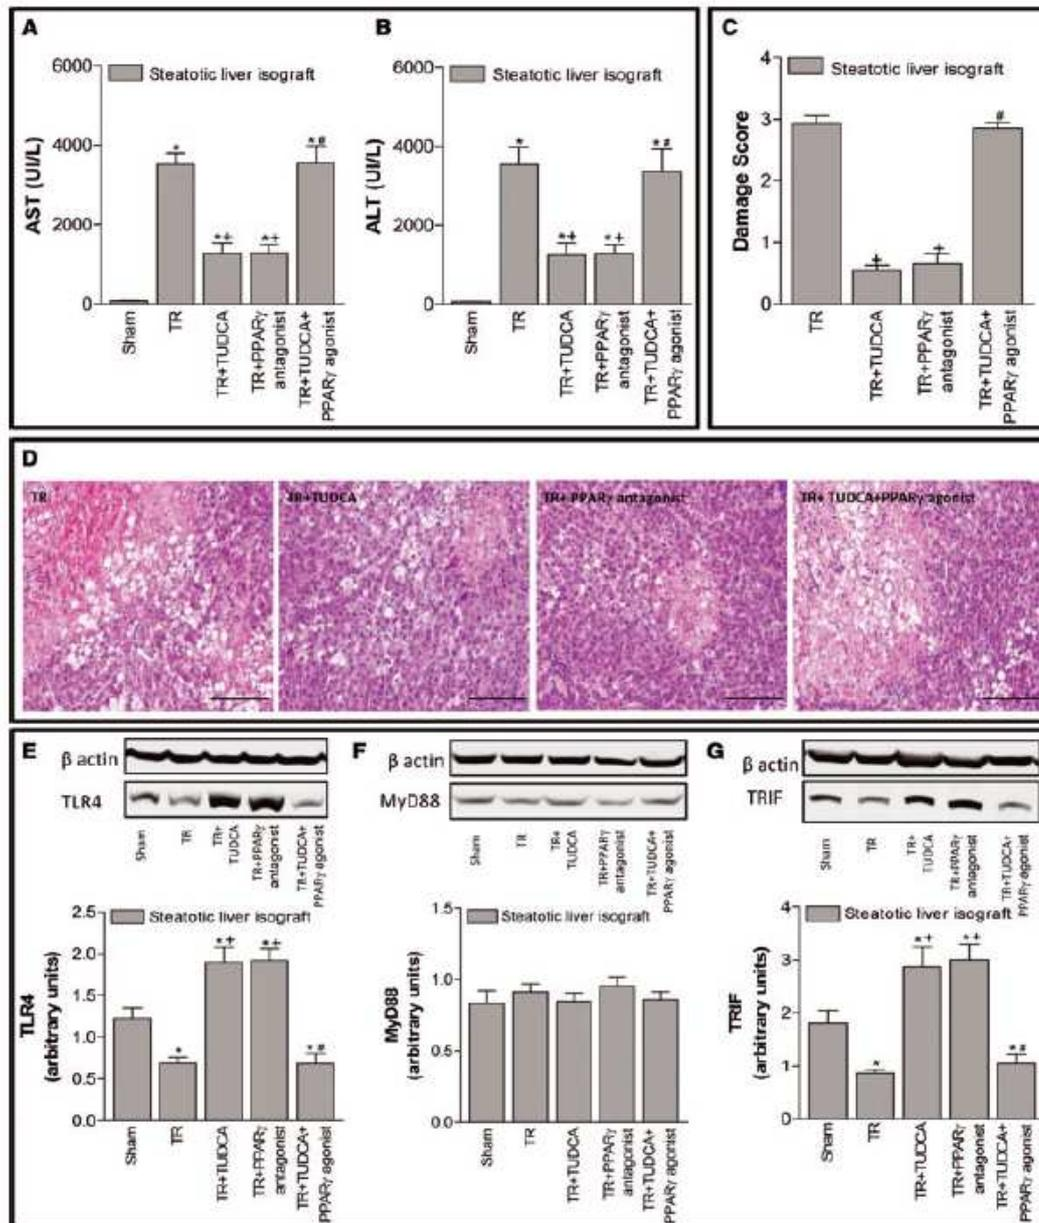 A
6000
4000
2000
0
AST (UI/L)
Steatotic liver isograft
*
*+
*+
*#
Sham
TR
TR+TUDCA
TR+PPARγ
antagonist
TR+TUDCA+
PPARγ agonist
B
6000
4000
2000
0
ALT (UI/L)
Steatotic liver isograft
*
*+
*+
*#
Sham
TR
TR+TUDCA
TR+PPARγ
antagonist
TR+TUDCA+
PPARγ agonist
C
4
3
2
1
0
Damage Score
Steatotic liver isograft
+
+
#
TR
TR+TUDCA
TR+PPARγ
antagonist
TR+TUDCA+
PPARγ agonist
D
TR
TR+TUDCA
TR+ PPARγ antagonist
TR+ TUDCA+PPARγ agonist
E
β actin
TLR4
Sham
TR
TR+
TUDCA
TR+PPARγ
antagonist
TR+TUDCA+
PPARγ agonist
2.5
2.0
1.5
1.0
0.5
0.0
TLR4
(arbitrary units)
Steatotic liver isograft
*
*+
*+
*#
Sham
TR
TR+TUDCA
TR+PPARγ
antagonist
TR+TUDCA+
PPARγ agonist
F
β actin
MyD88
Sham
TR
TR+
TUDCA
TR+PPARγ
antagonist
TR+TUDCA+
PPARγ agonist
1.5
1.0
0.5
0.0
MyD88
(arbitrary units)
Steatotic liver isograft
Sham
TR
TR+TUDCA
TR+PPARγ
antagonist
TR+TUDCA+
PPARγ agonist
G
β actin
TRIF
Sham
TR
TR+
TUDCA
TR+PPARγ
antagonist
TR+TUDCA+
PPARγ agonist
4
3
2
1
0
TRIF
(arbitrary units)
Steatotic liver isograft
*
*+
*+
*#
Sham
TR
TR+TUDCA
TR+PPARγ
antagonist
TR+TUDCA+
PPARγ agonist